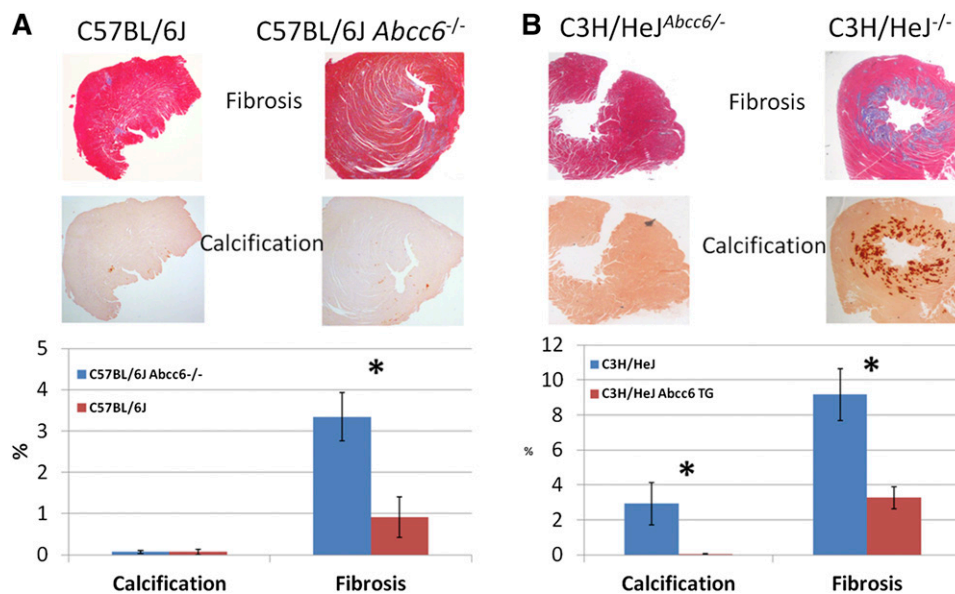 A
C57BL/6J
C57BL/6J Abcc6-/-
Fibrosis
Calcification
5
4
3
2
1
0
%
C57BL/6J Abcc6-/-
C57BL/6J
*
Calcification
Fibrosis
B
C3H/HeJAbcc6/-
C3H/HeJ-/-
Fibrosis
Calcification
12
10
8
6
4
2
0
%
C3H/HeJ
C3H/HeJ Abcc6 TG
*
*
Calcification
Fibrosis